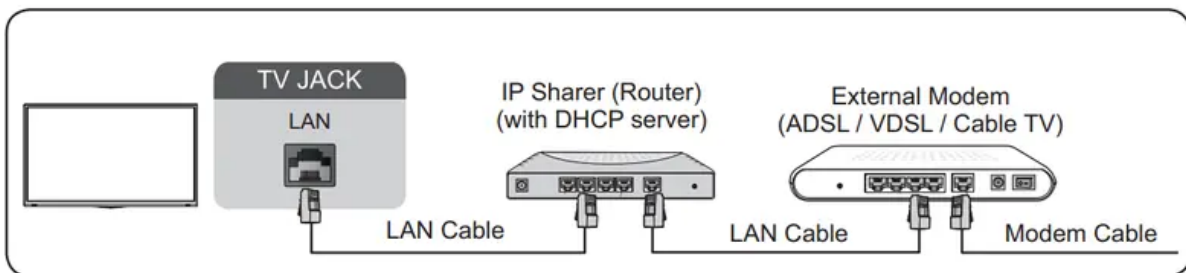 TV JACK
LAN
IP Sharer (Router)
(with DHCP server)
External Modem
(ADSL / VDSL / Cable TV)
LAN Cable
LAN Cable
Modem Cable